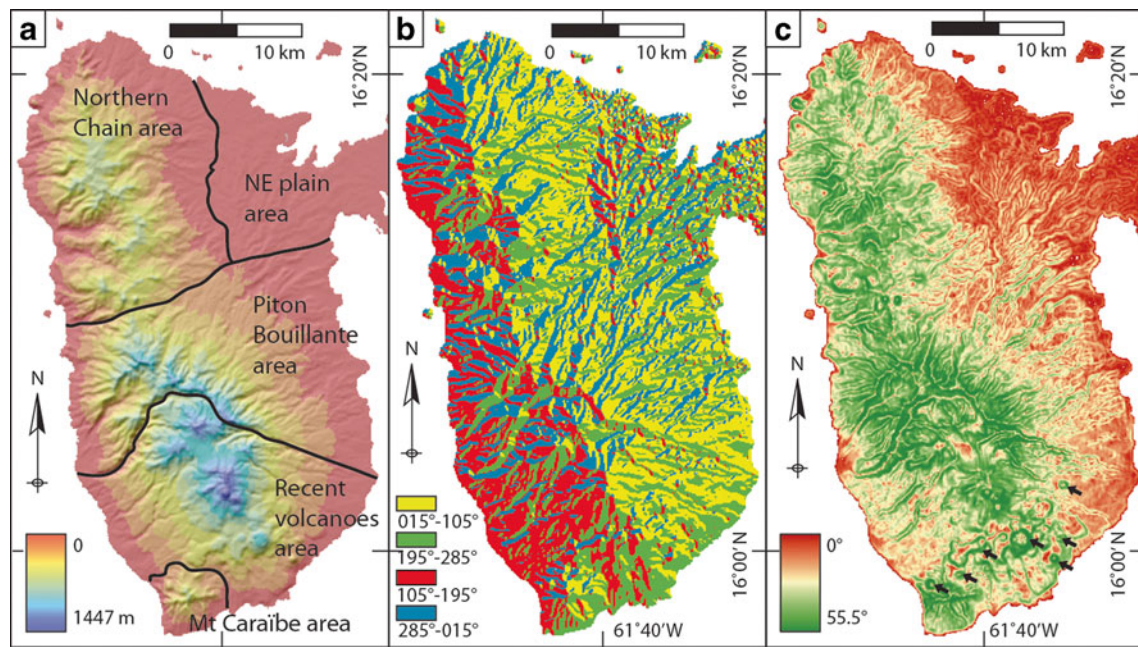 a
0
10 km
16°20'N
Northern
Chain area
NE plain
area
Piton
Bouillante
area
N
Recent
volcanoes
area
0
1447 m
Mt Caraïbe area
b
0
10 km
16°20'N
N
015°-105°
195°-285°
105°-195°
285°-015°
16°00'N
61°40'W
c
0
10 km
N
0°
55.5°
16°00'N
61°40'W